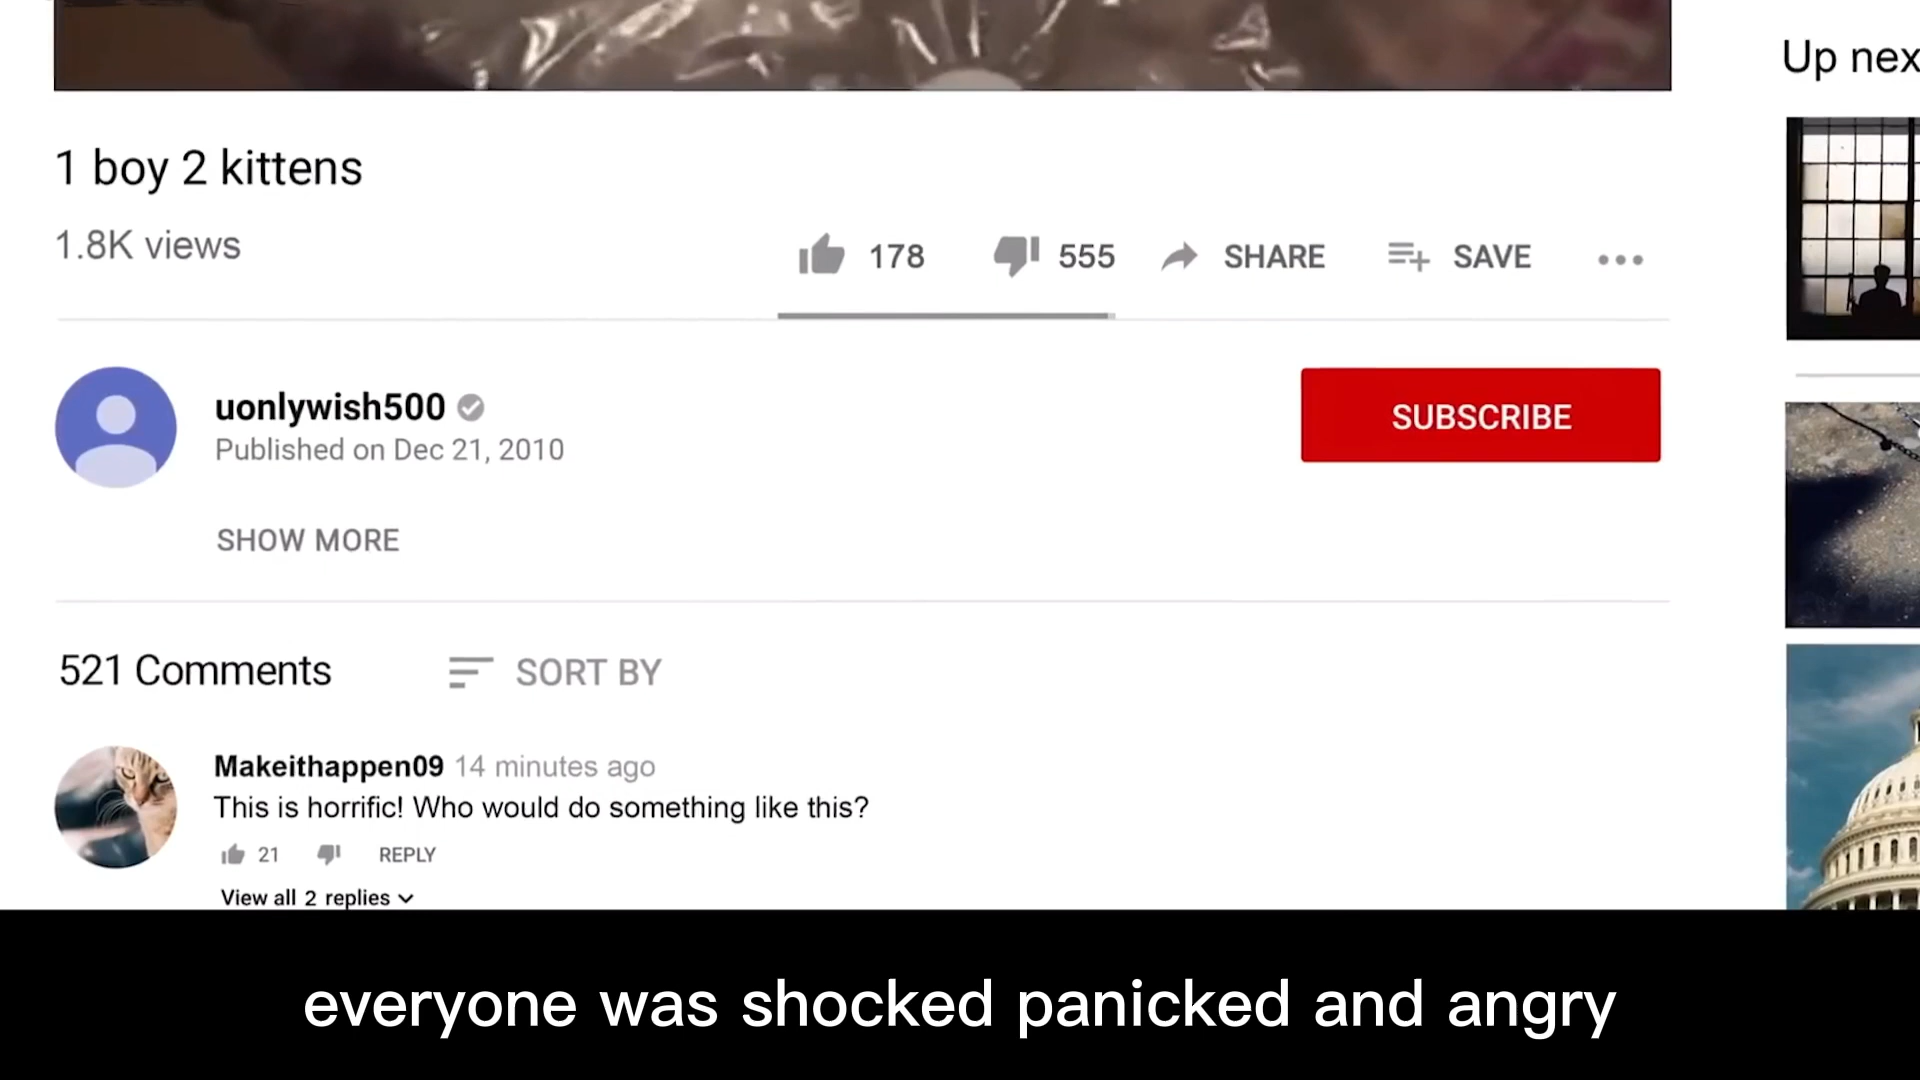 Up nex
1 boy 2 kittens
1.8K views
178 555 SHARE SAVE
uonlywish500
Published on Dec 21, 2010
SUBSCRIBE
SHOW MORE
521 Comments SORT BY
Makeithappen09 14 minutes ago
This is horrific! Who would do something like this?
21 REPLY
View all 2 replies
everyone was shocked panicked and angry